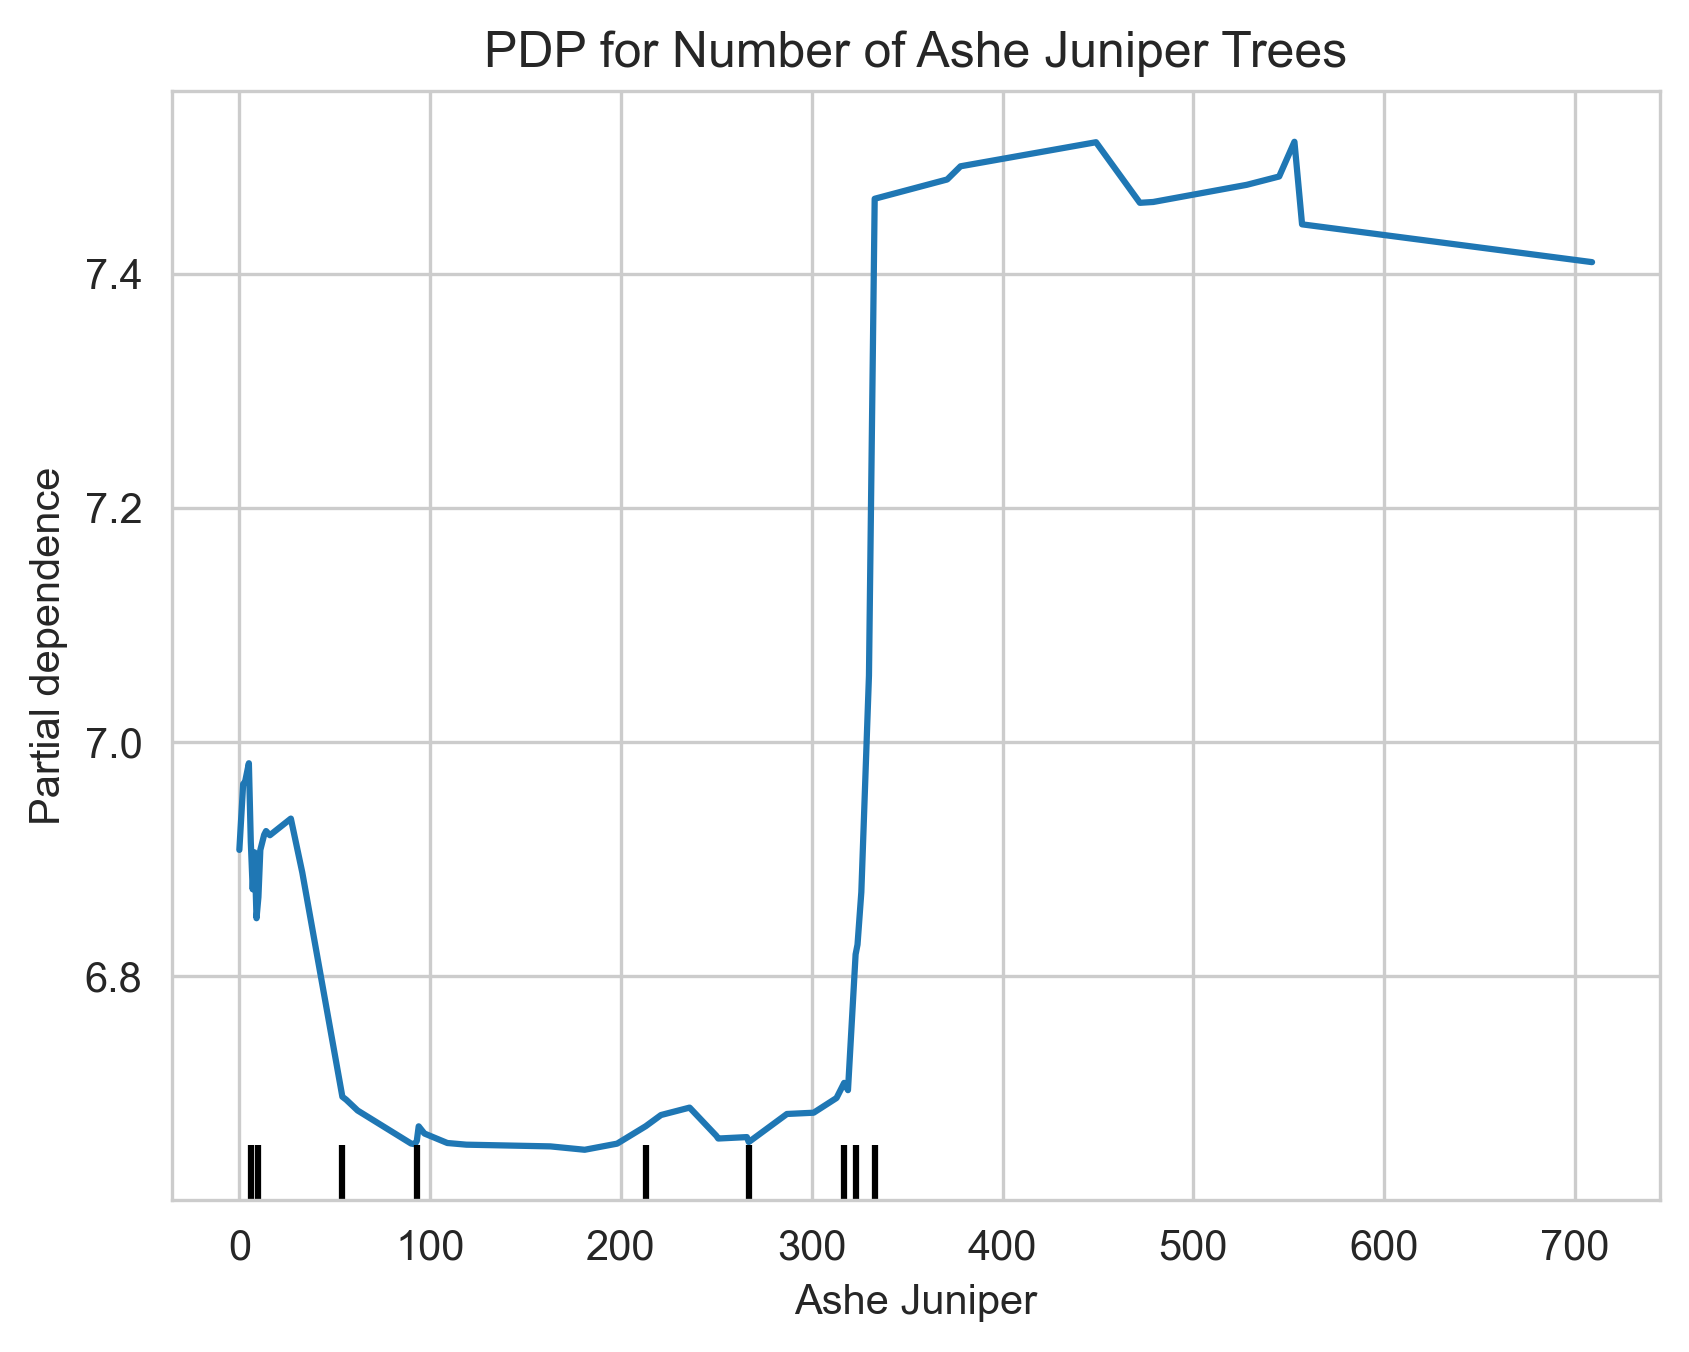 PDP for Number of Ashe Juniper Trees
Partial dependence
7.4
7.2
7.0
6.8
0 100 200 300 400 500 600 700
Ashe Juniper